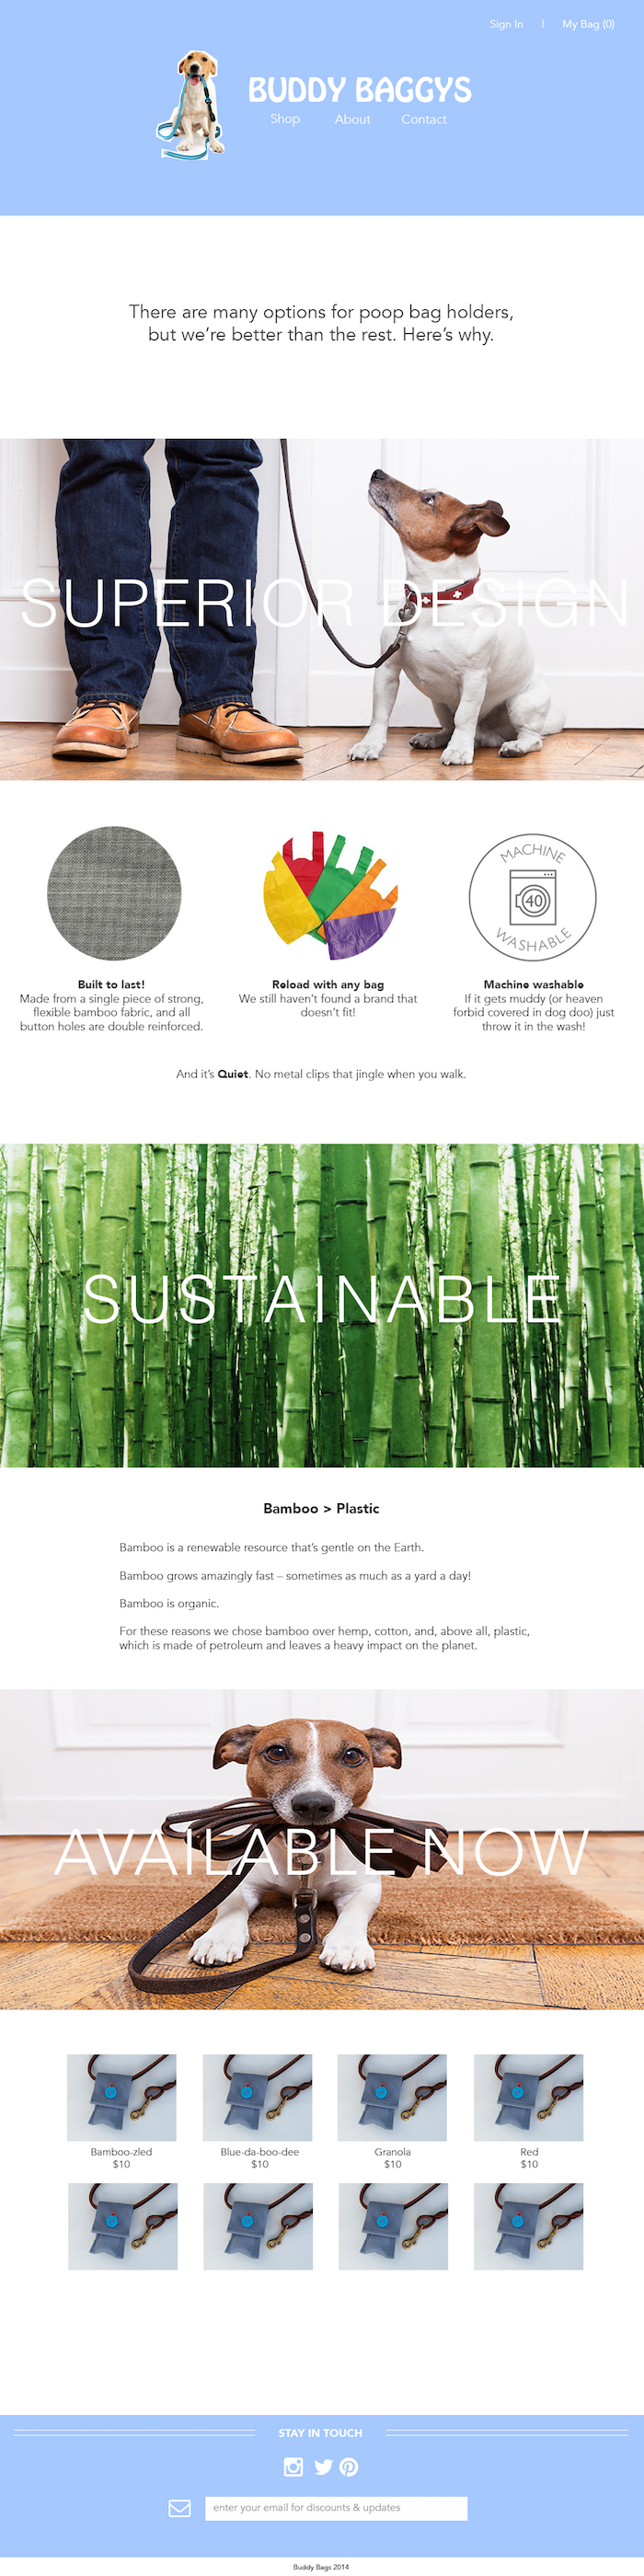 Sign In | My Bag (0)
BUDDY BAGGYS
Shop About Contact
There are many options for poop bag holders,
but we're better than the rest. Here's why.
SUPERIOR DESIGN
MACHINE
40
WASHABLE
Built to last!
Made from a single piece of strong,
flexible bamboo fabric, and all
button holes are double reinforced.
Reload with any bag
We still haven't found a brand that
doesn't fit!
Machine washable
If it gets muddy (or heaven
forbid covered in dog doo) just
throw it in the wash!
And it's Quiet. No metal clips that jingle when you walk.
SUSTAINABLE
Bamboo > Plastic
Bamboo is a renewable resource that's gentle on the Earth.
Bamboo grows amazingly fast – sometimes as much as a yard a day!
Bamboo is organic.
For these reasons we chose bamboo over hemp, cotton, and, above all, plastic,
which is made of petroleum and leaves a heavy impact on the planet.
AVAILABLE NOW
Bamboo-zled
$10
Blue-da-boo-dee
$10
Granola
$10
Red
$10
STAY IN TOUCH
enter your email for discounts & updates
Buddy Bags 2014